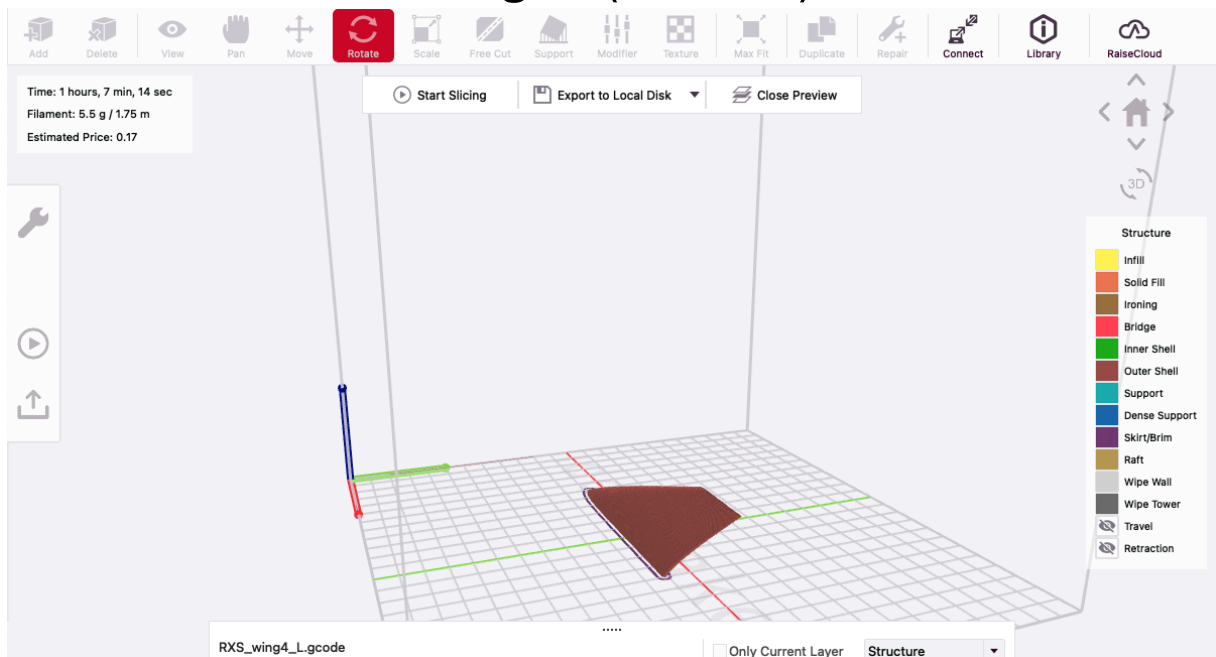 Add Delete View Pan Move Rotate Scale Free Cut Support Modifier Texture Max Fit Duplicate Repair Connect Library RaiseCloud
Time: 1 hours, 7 min, 14 sec
Filament: 5.5 g / 1.75 m
Estimated Price: 0.17
Start Slicing Export to Local Disk Close Preview
3D
Structure
Infill
Solid Fill
Ironing
Bridge
Inner Shell
Outer Shell
Support
Dense Support
Skirt/Brim
Raft
Wipe Wall
Wipe Tower
Travel
Retraction
RXS_wing4_L.gcode
Only Current Layer Structure